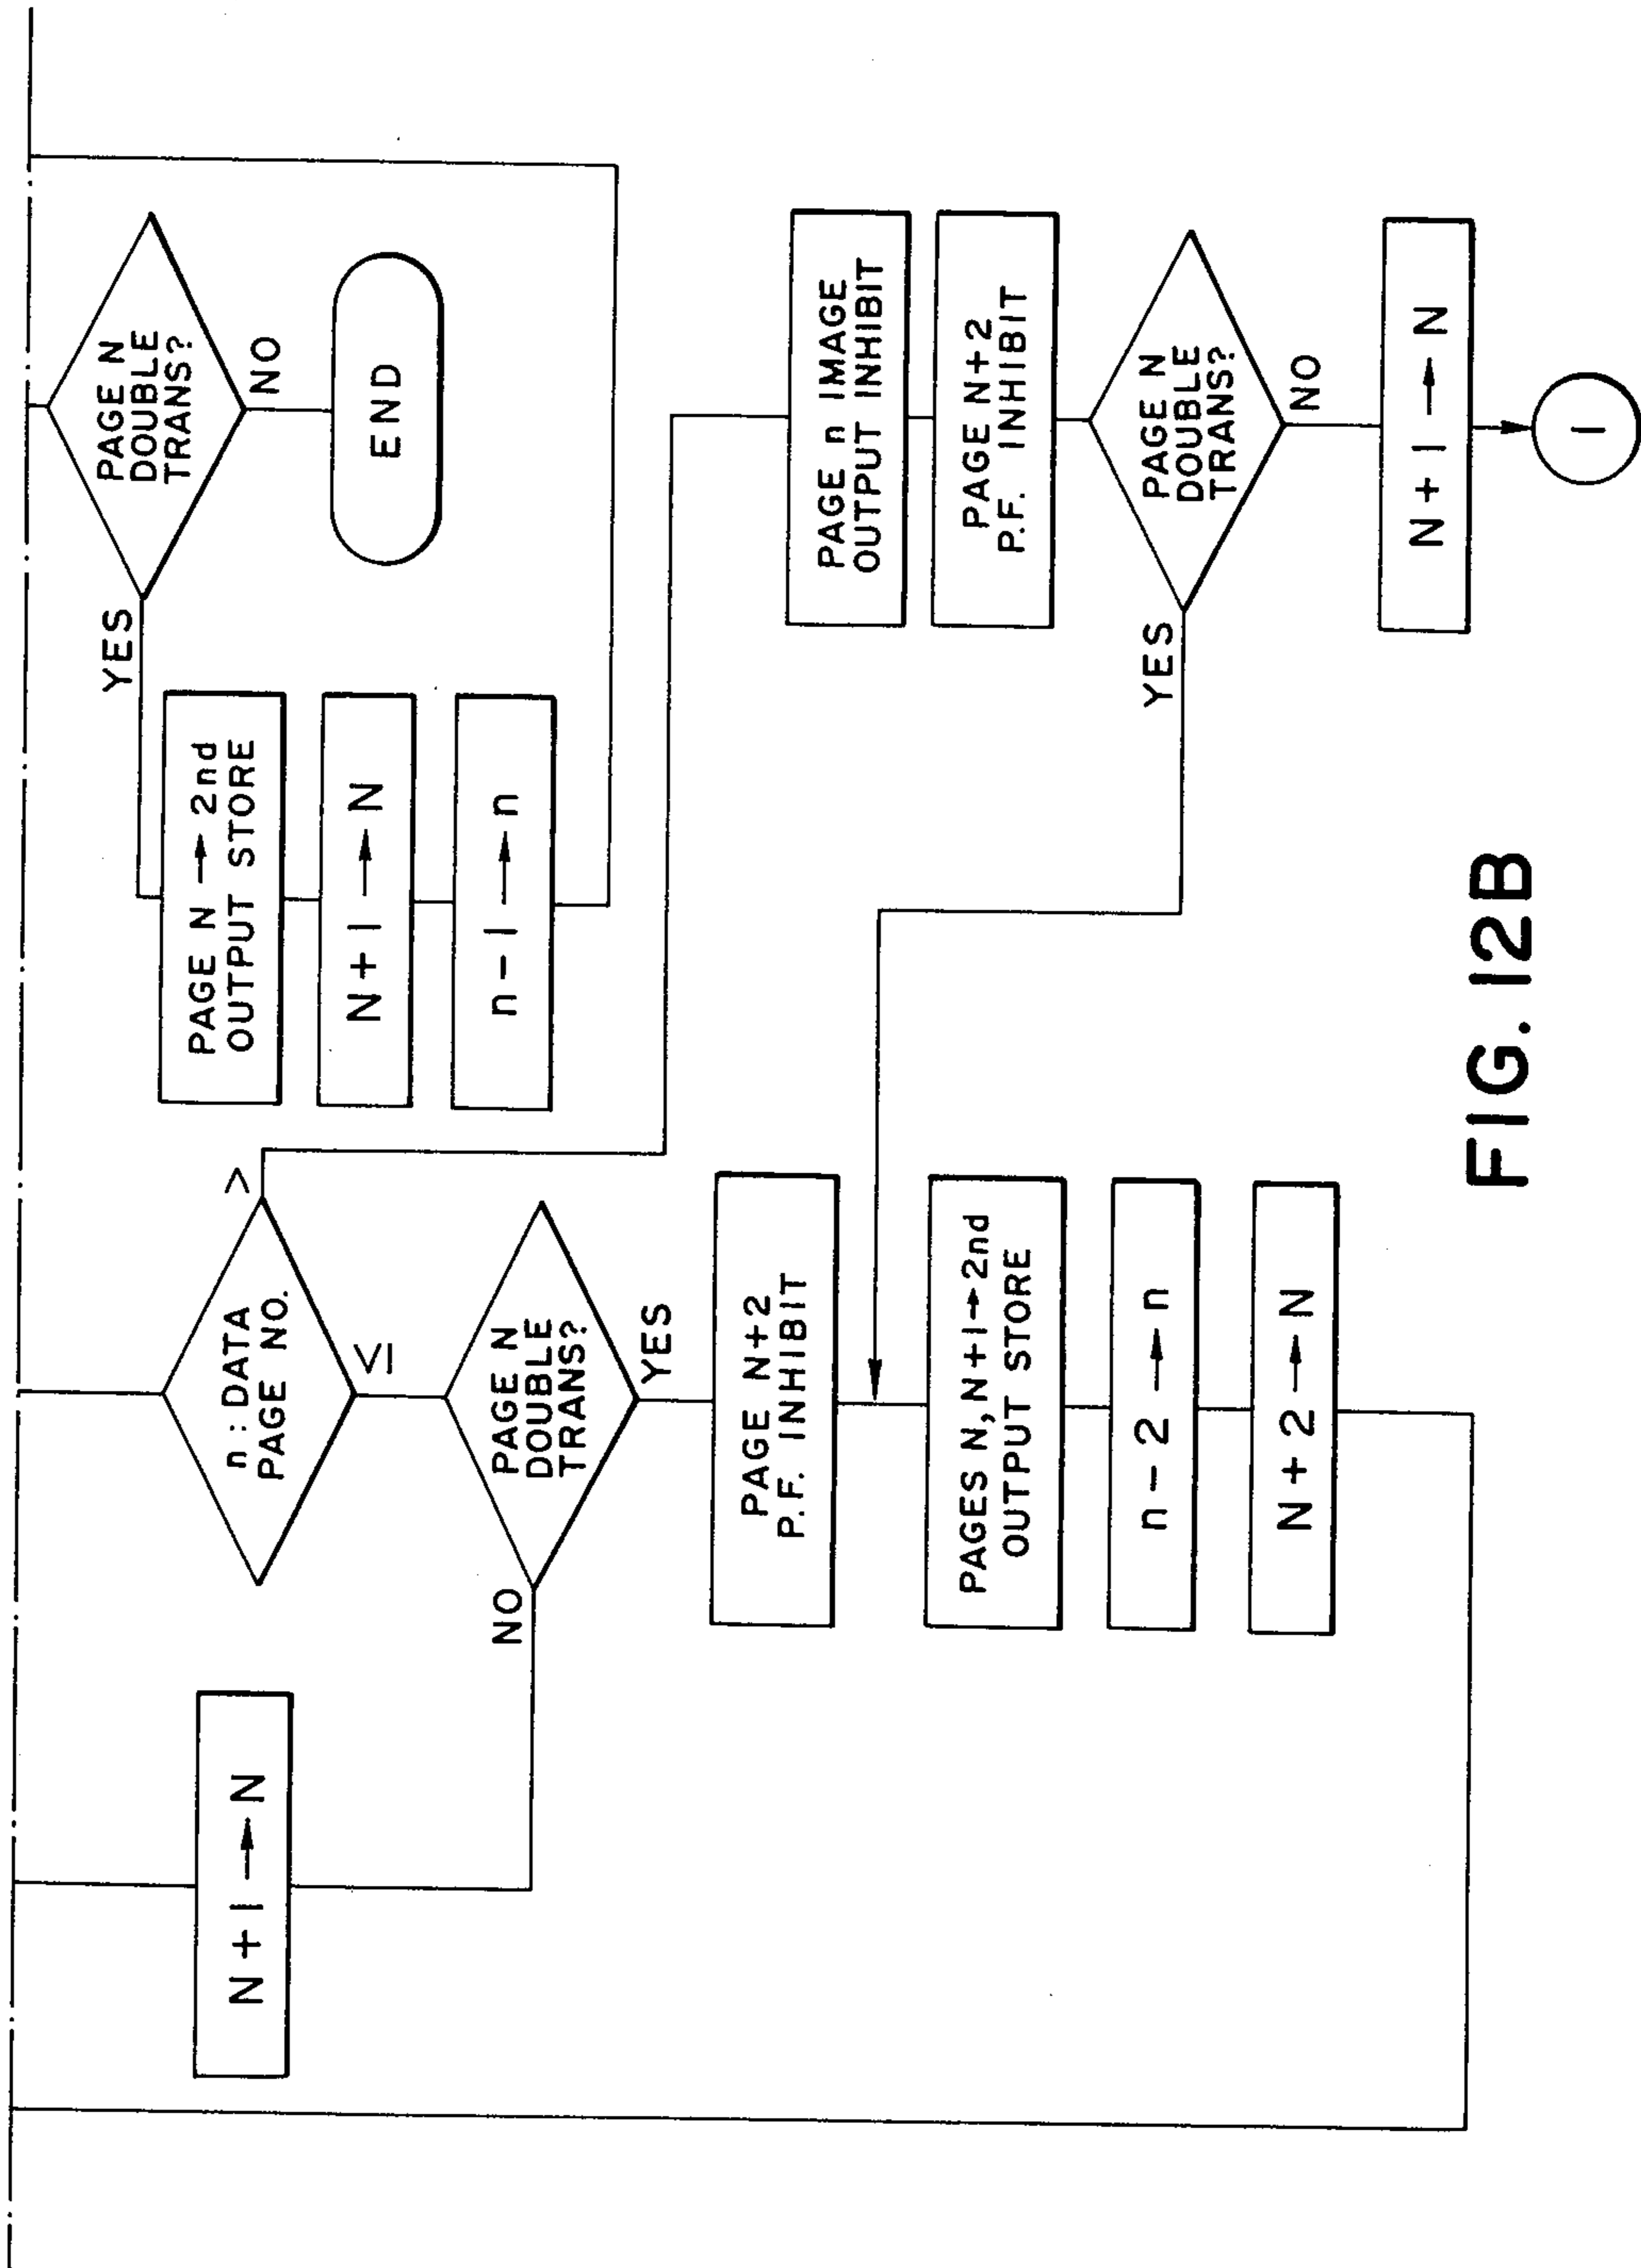 N + 1 → N
n : DATA
PAGE NO.
>
≤
PAGE N
DOUBLE
TRANS?
NO
YES
PAGE N+2
P.F. INHIBIT
PAGES N, N+1 → 2nd
OUTPUT STORE
n - 2 → n
N + 2 → N
PAGE N
DOUBLE
TRANS?
YES
NO
END
PAGE N → 2nd
OUTPUT STORE
N + 1 → N
n - 1 → n
PAGE n IMAGE
OUTPUT INHIBIT
PAGE N+2
P.F. INHIBIT
PAGE N
DOUBLE
TRANS?
YES
NO
N + 1 → N
1
FIG. 12B